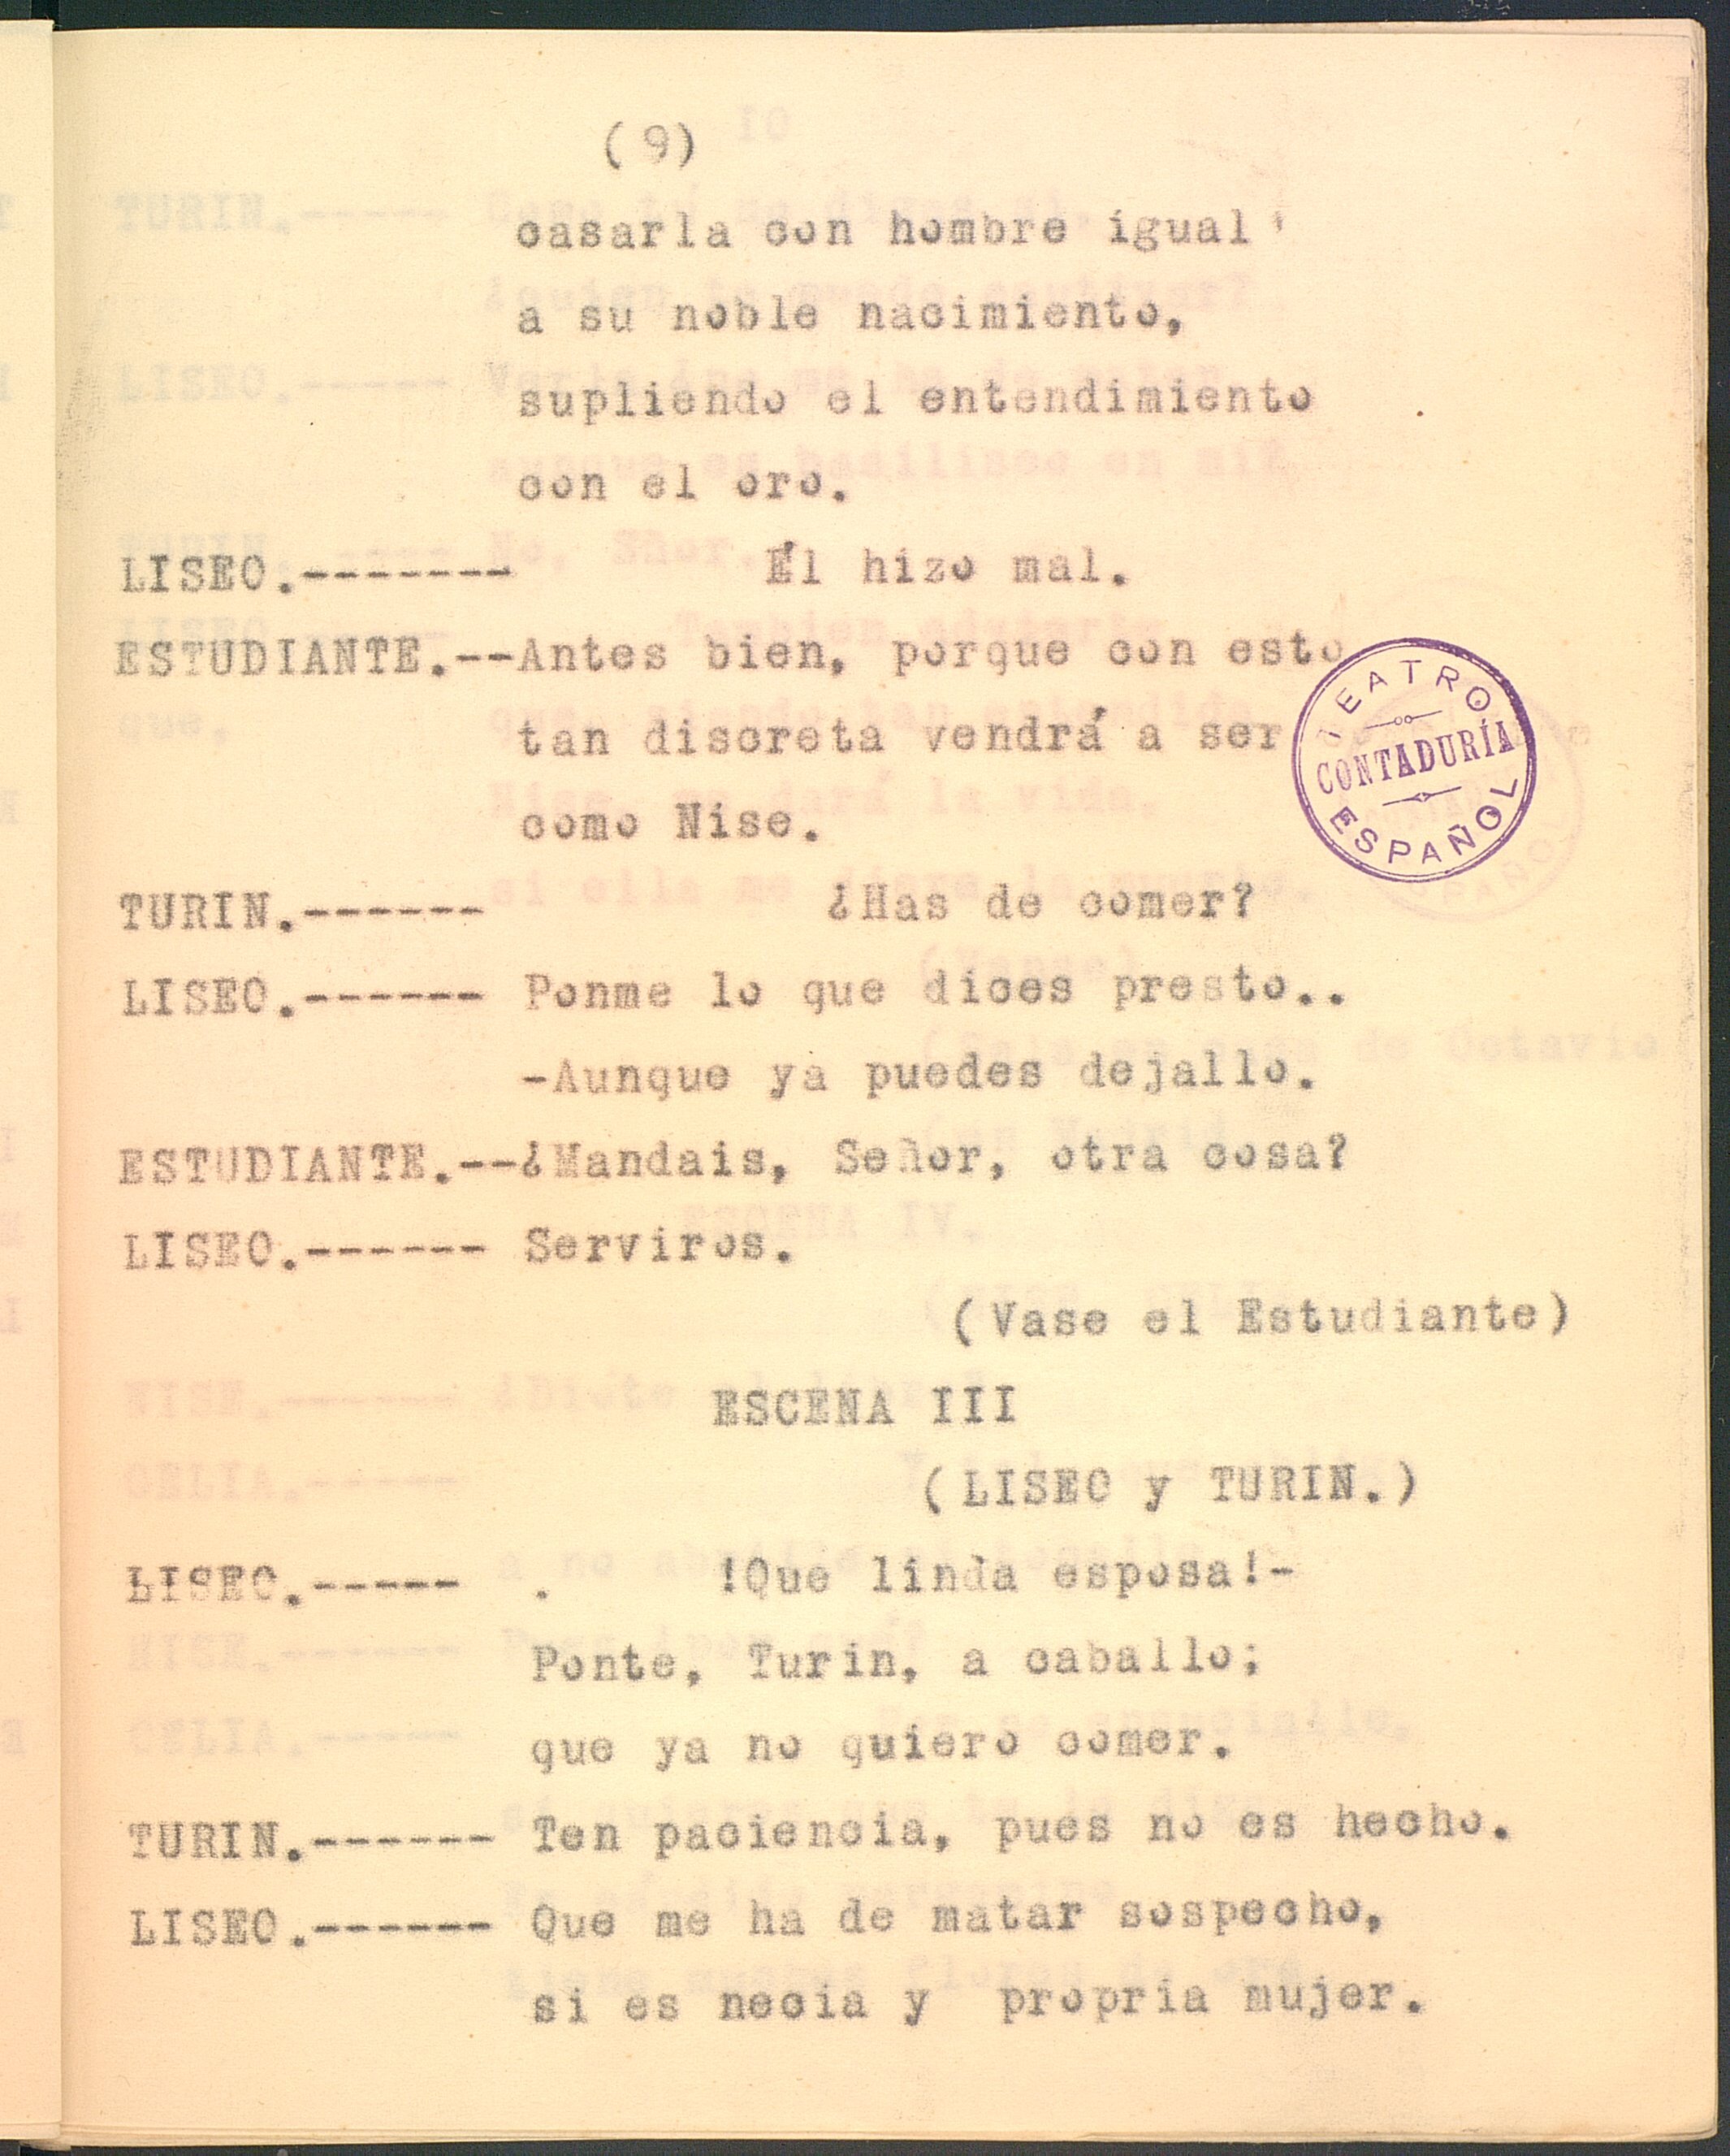 (9)
casarla con hombre igual
a su noble nacimiento,
supliendo el entendimiento
con el oro.
LISEO.------- Él hizo mal.
ESTUDIANTE.--Antes bien, porque con esto
tan discreta vendrá a ser
como Nise.
TEATRO
CONTADURÍA
ESPAÑOL
TURIN.------ ¿Has de comer?
LISEO.------ Ponme lo que dices presto..
-Aunque ya puedes dejallo.
ESTUDIANTE.--¿Mandais, Señor, otra cosa?
LISEO.------ Serviros.
(Vase el Estudiante)
ESCENA III
(LISEO y TURIN.)
LISEO.----- . !Que linda esposa!-
Ponte, Turin, a caballo;
que ya no quiero comer.
TURIN.------ Ten paciencia, pues no es hecho.
LISEO.------ Que me ha de matar sospecho,
si es necia y propria mujer.